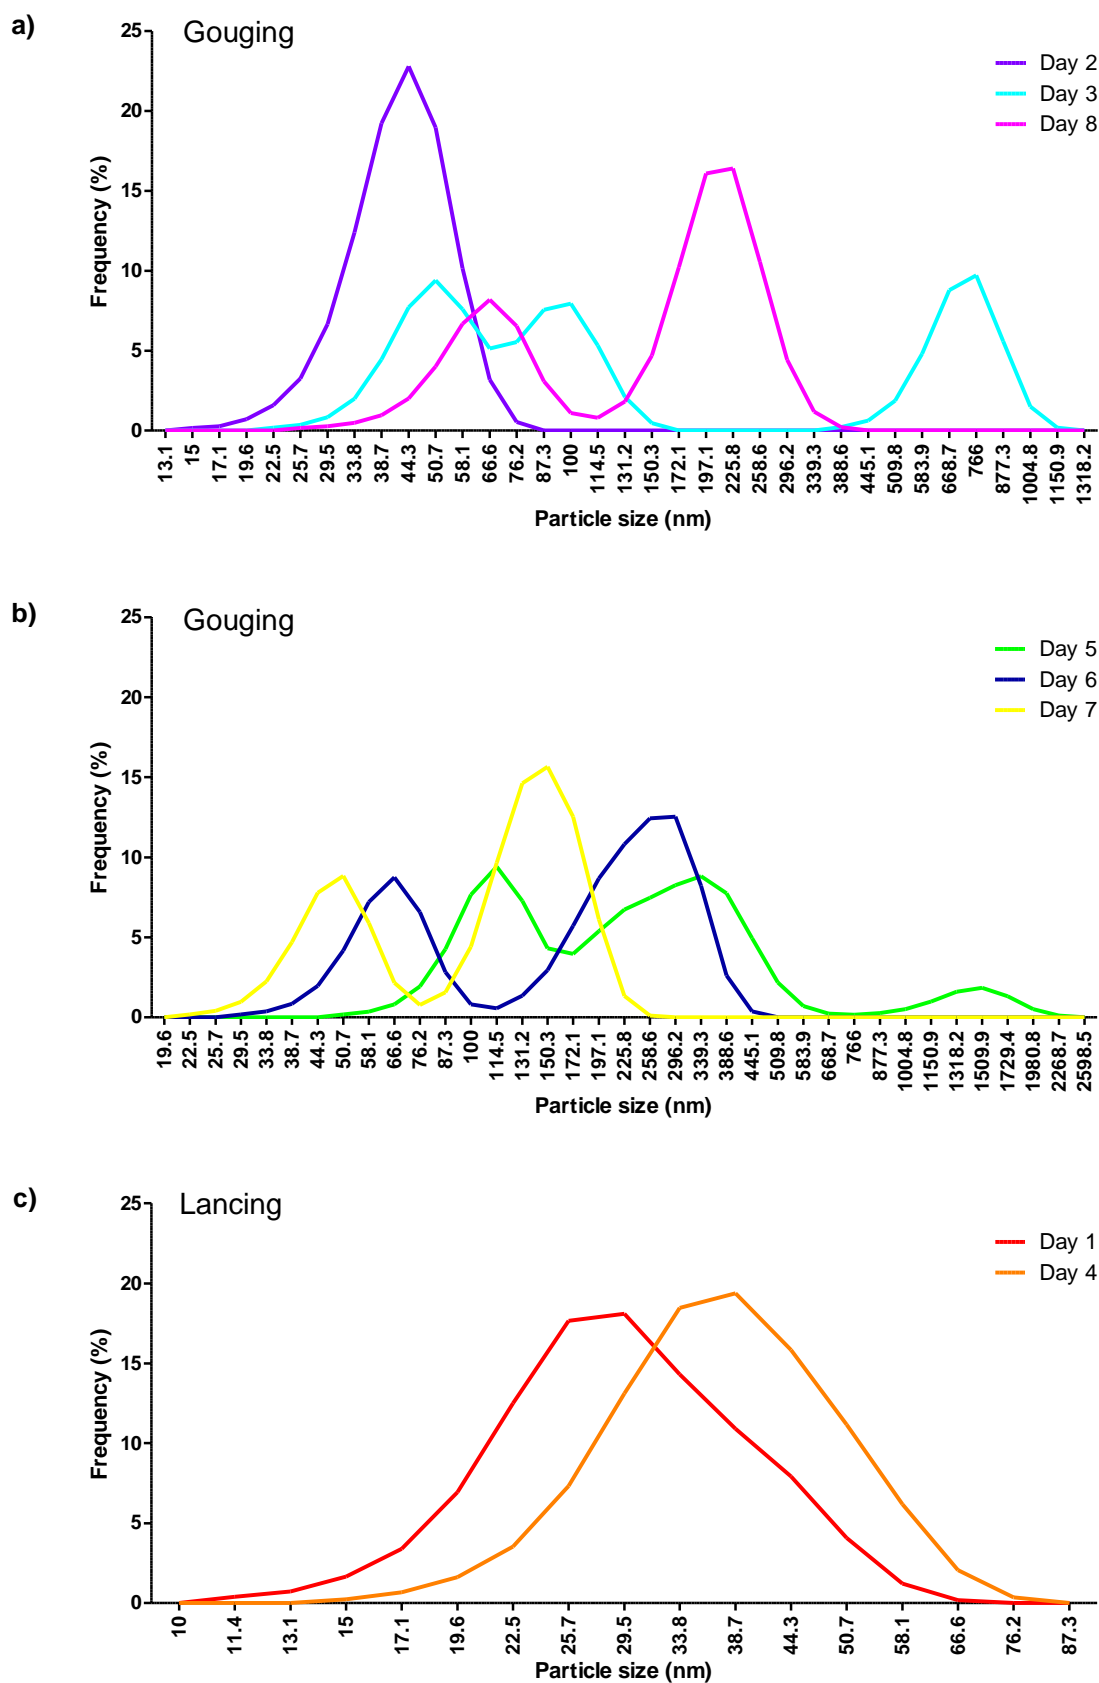 a)
Gouging
Day 2
Day 3
Day 8
Frequency (%)
25
20
15
10
5
0
13.1 15 17.1 19.6 22.5 25.7 29.5 33.8 38.7 44.3 50.7 58.1 66.6 76.2 87.3 100 114.5 131.2 150.3 172.1 197.1 225.8 258.6 296.2 339.3 388.6 445.1 509.8 583.9 668.7 766 877.3 1004.8 1150.9 1318.2
Particle size (nm)
b)
Gouging
Day 5
Day 6
Day 7
Frequency (%)
25
20
15
10
5
0
19.6 22.5 25.7 29.5 33.8 38.7 44.3 50.7 58.1 66.6 76.2 87.3 100 114.5 131.2 150.3 172.1 197.1 225.8 258.6 296.2 339.3 388.6 445.1 509.8 583.9 668.7 766 877.3 1004.8 1150.9 1318.2 1509.9 1729.4 1980.8 2268.7 2598.5
Particle size (nm)
c)
Lancing
Day 1
Day 4
Frequency (%)
25
20
15
10
5
0
10 11.4 13.1 15 17.1 19.6 22.5 25.7 29.5 33.8 38.7 44.3 50.7 58.1 66.6 76.2 87.3
Particle size (nm)